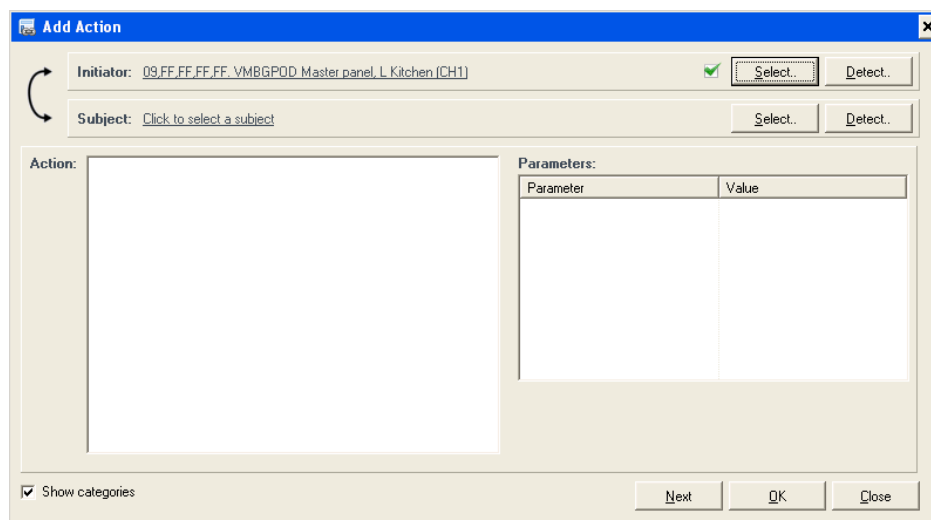 Add Action
Initiator: 09,FF,FF,FF,FF, VMBGPOD Master panel, L Kitchen (CH1) Select.. Detect..
Subject: Click to select a subject Select.. Detect..
Action: Parameters:
Parameter Value
Show categories Next OK Close